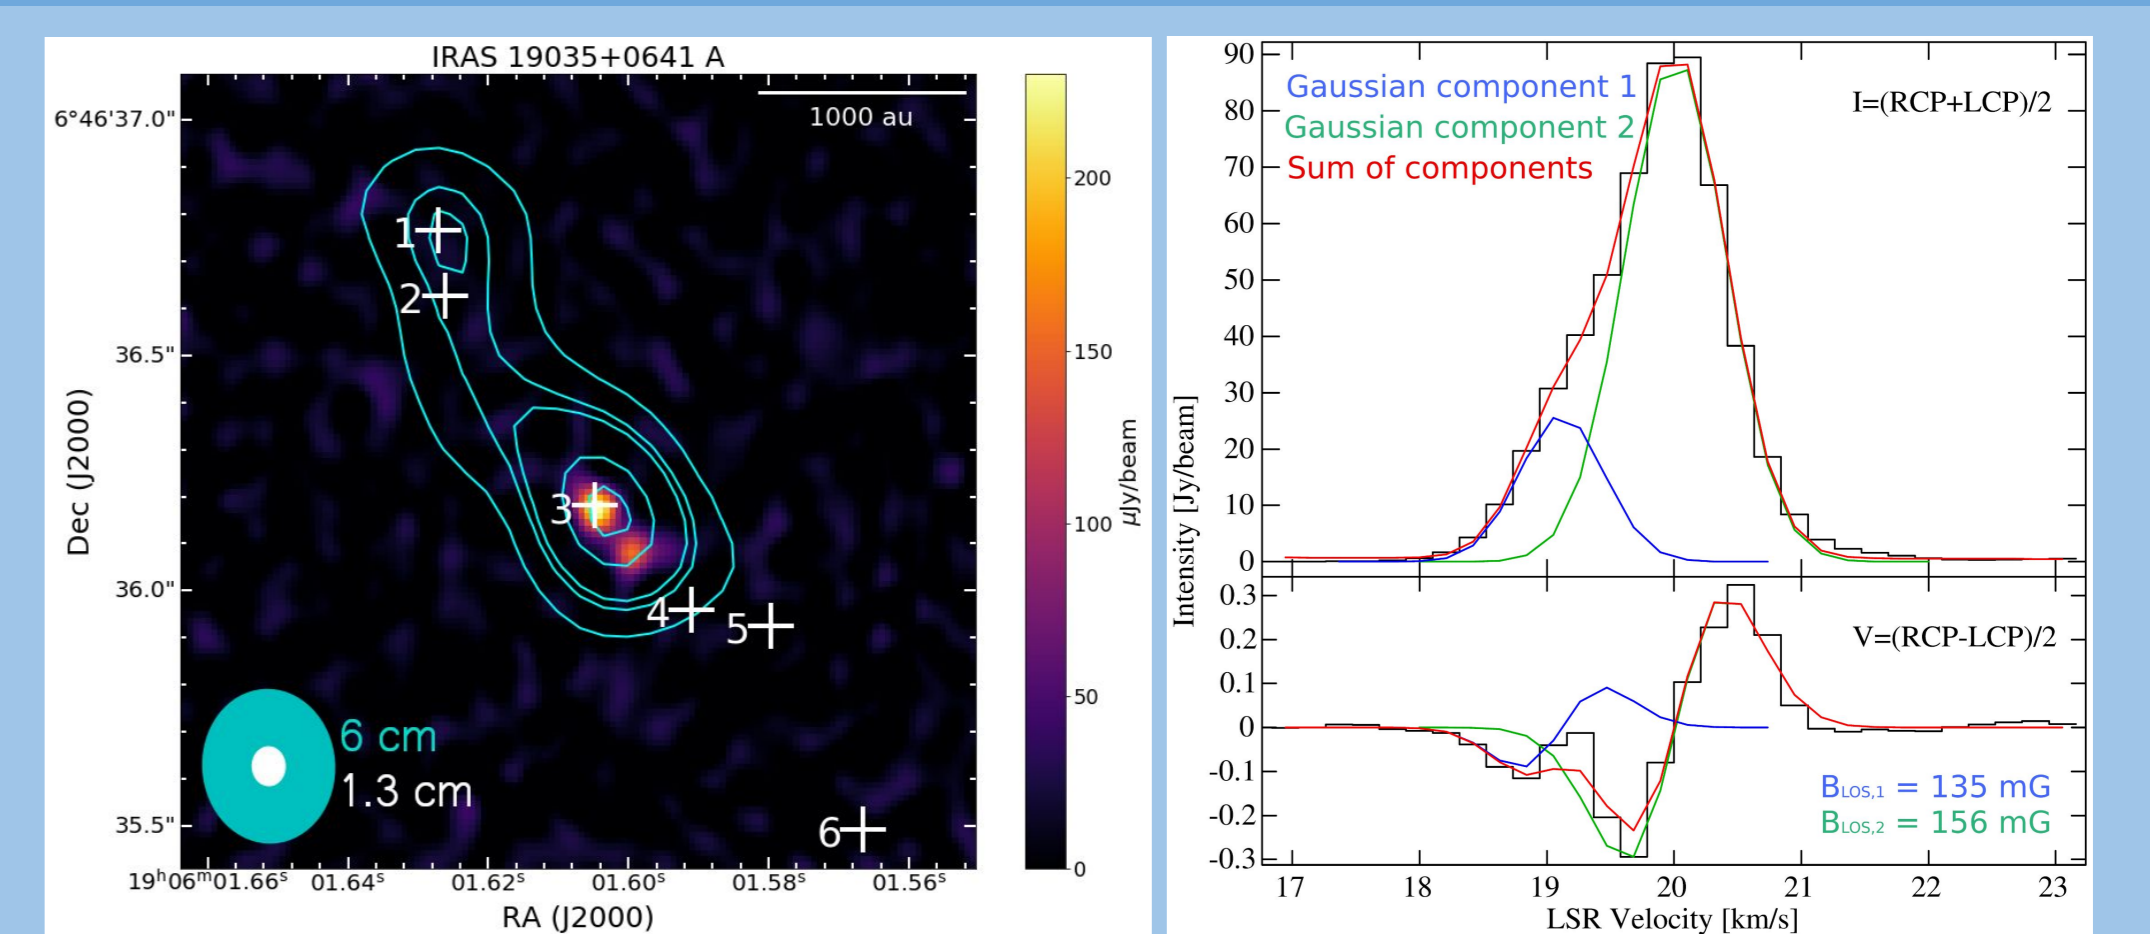 IRAS 19035+0641 A
1000 au
6°46'37.0"
36.5"
36.0"
35.5"
Dec (J2000)
1
2
3
4
5
6
6 cm
1.3 cm
19ʰ06ᵐ01.66ˢ 01.64ˢ 01.62ˢ 01.60ˢ 01.58ˢ 01.56ˢ
RA (J2000)
200
150
100
50
0
μJy/beam
Gaussian component 1
Gaussian component 2
Sum of components
I=(RCP+LCP)/2
90
80
70
60
50
40
30
20
10
0
Intensity [Jy/beam]
0.3
0.2
0.1
0
-0.1
-0.2
-0.3
V=(RCP-LCP)/2
B_LOS,1 = 135 mG
B_LOS,2 = 156 mG
17 18 19 20 21 22 23
LSR Velocity [km/s]